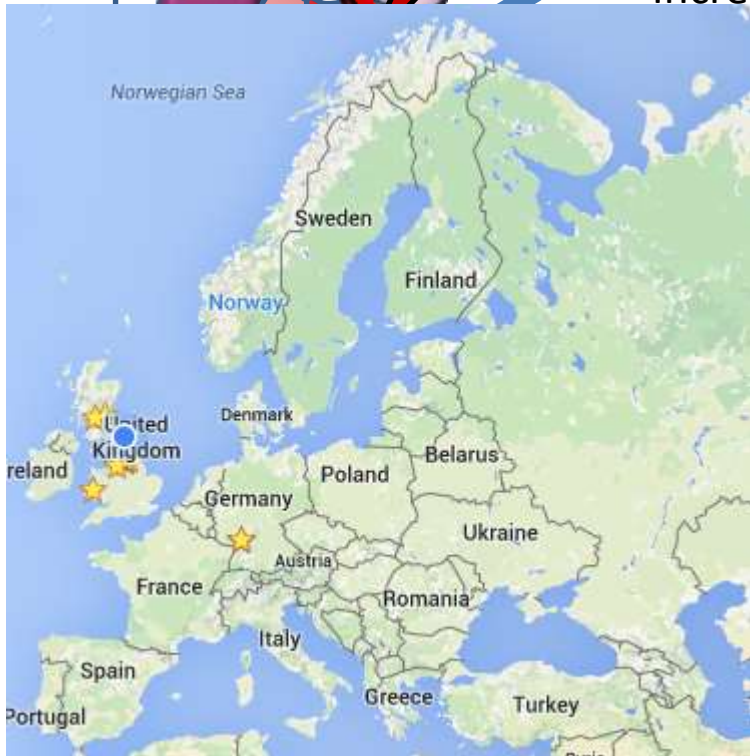 Norwegian Sea
Sweden
Finland
Norway
United
Kingdom
Denmark
reland
Belarus
Poland
Germany
Ukraine
Austria
France
Romania
Italy
Spain
Greece
Turkey
Portugal